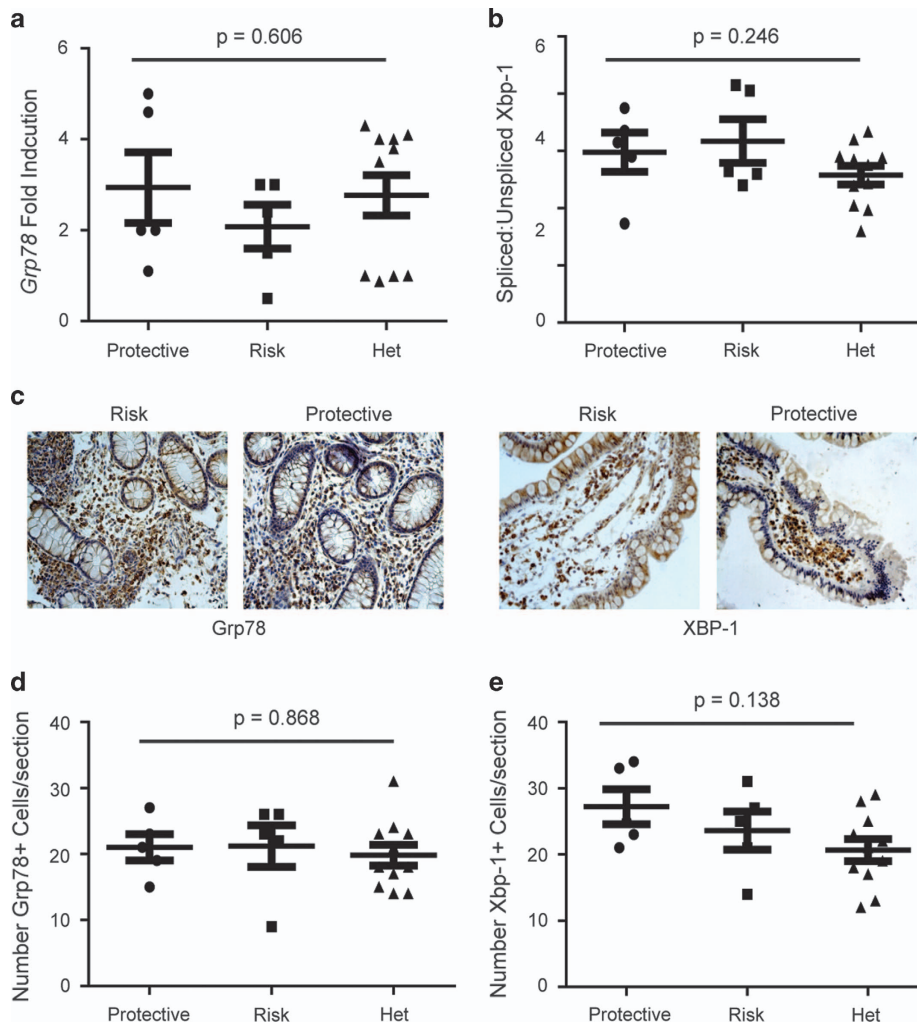 a
p = 0.606
Grp78 Fold Indcution
6
4
2
0
Protective Risk Het
b
p = 0.246
Spliced:Unspliced Xbp-1
6
4
2
0
Protective Risk Het
c
Risk Protective
Grp78
Risk Protective
XBP-1
d
p = 0.868
Number Grp78+ Cells/section
40
30
20
10
0
Protective Risk Het
e
p = 0.138
Number Xbp-1+ Cells/section
40
30
20
10
0
Protective Risk Het